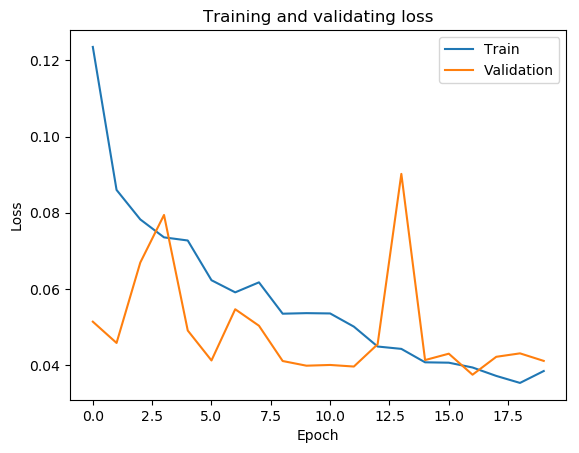 Training and validating loss
Train
Validation
0.12
0.10
0.08
0.06
0.04
Loss
0.0 2.5 5.0 7.5 10.0 12.5 15.0 17.5
Epoch